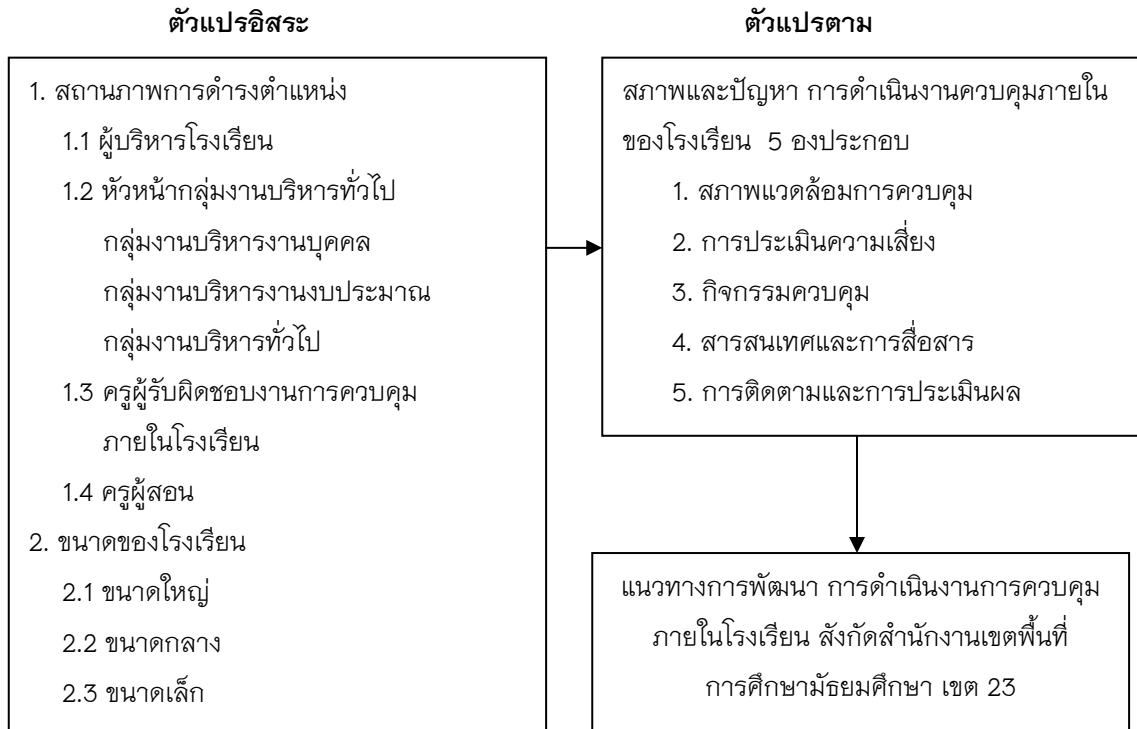 ตัวแปรอิสระ
1. สถานภาพการดำรงตำแหน่ง
1.1 ผู้บริหารโรงเรียน
1.2 หัวหน้ากลุ่มงานบริหารทั่วไป
กลุ่มงานบริหารงานบุคคล
กลุ่มงานบริหารงานงบประมาณ
กลุ่มงานบริหารทั่วไป
1.3 ครูผู้รับผิดชอบงานการควบคุม
ภายในโรงเรียน
1.4 ครูผู้สอน
2. ขนาดของโรงเรียน
2.1 ขนาดใหญ่
2.2 ขนาดกลาง
2.3 ขนาดเล็ก
ตัวแปรตาม
สภาพและปัญหา การดำเนินงานควบคุมภายใน
ของโรงเรียน 5 องประกอบ
1. สภาพแวดล้อมการควบคุม
2. การประเมินความเสี่ยง
3. กิจกรรมควบคุม
4. สารสนเทศและการสื่อสาร
5. การติดตามและการประเมินผล
แนวทางการพัฒนา การดำเนินงานการควบคุม
ภายในโรงเรียน สังกัดสำนักงานเขตพื้นที่
การศึกษามัธยมศึกษา เขต 23